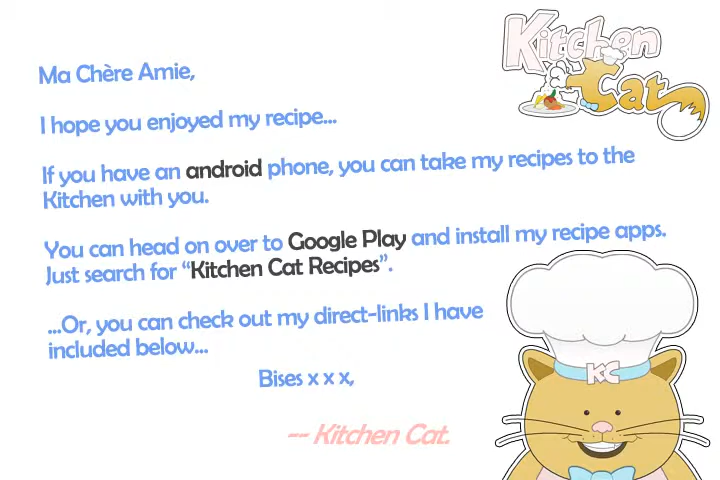 Kitchen
Cat
Ma Chère Amie,
I hope you enjoyed my recipe...
If you have an android phone, you can take my recipes to the
Kitchen with you.
You can head on over to Google Play and install my recipe apps.
Just search for “Kitchen Cat Recipes”.
...Or, you can check out my direct-links I have
included below...
Bises x x x,
-- Kitchen Cat.
KC